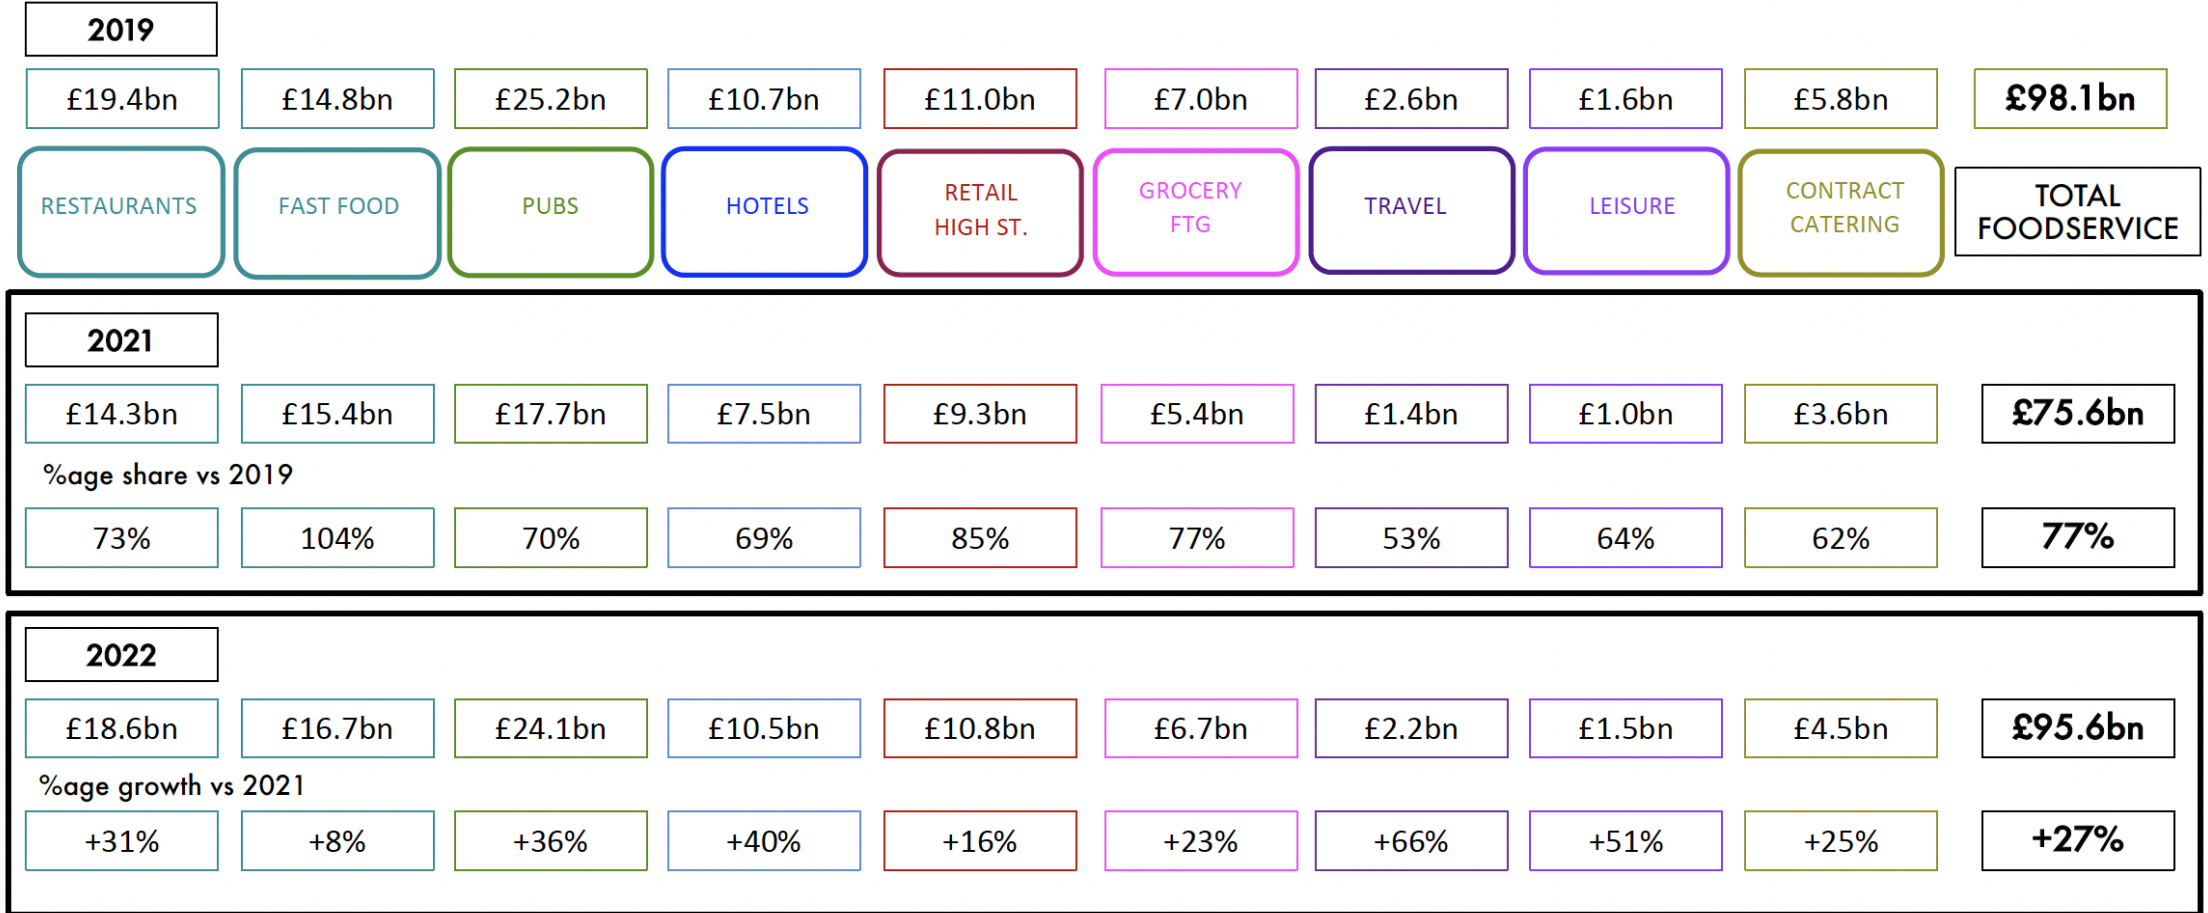 2019
£19.4bn £14.8bn £25.2bn £10.7bn £11.0bn £7.0bn £2.6bn £1.6bn £5.8bn £98.1bn
RESTAURANTS
FAST FOOD
PUBS
HOTELS
RETAIL
HIGH ST.
GROCERY
FTG
TRAVEL
LEISURE
CONTRACT
CATERING
TOTAL
FOODSERVICE
2021
£14.3bn £15.4bn £17.7bn £7.5bn £9.3bn £5.4bn £1.4bn £1.0bn £3.6bn £75.6bn
%age share vs 2019
73% 104% 70% 69% 85% 77% 53% 64% 62% 77%
2022
£18.6bn £16.7bn £24.1bn £10.5bn £10.8bn £6.7bn £2.2bn £1.5bn £4.5bn £95.6bn
%age growth vs 2021
+31% +8% +36% +40% +16% +23% +66% +51% +25% +27%